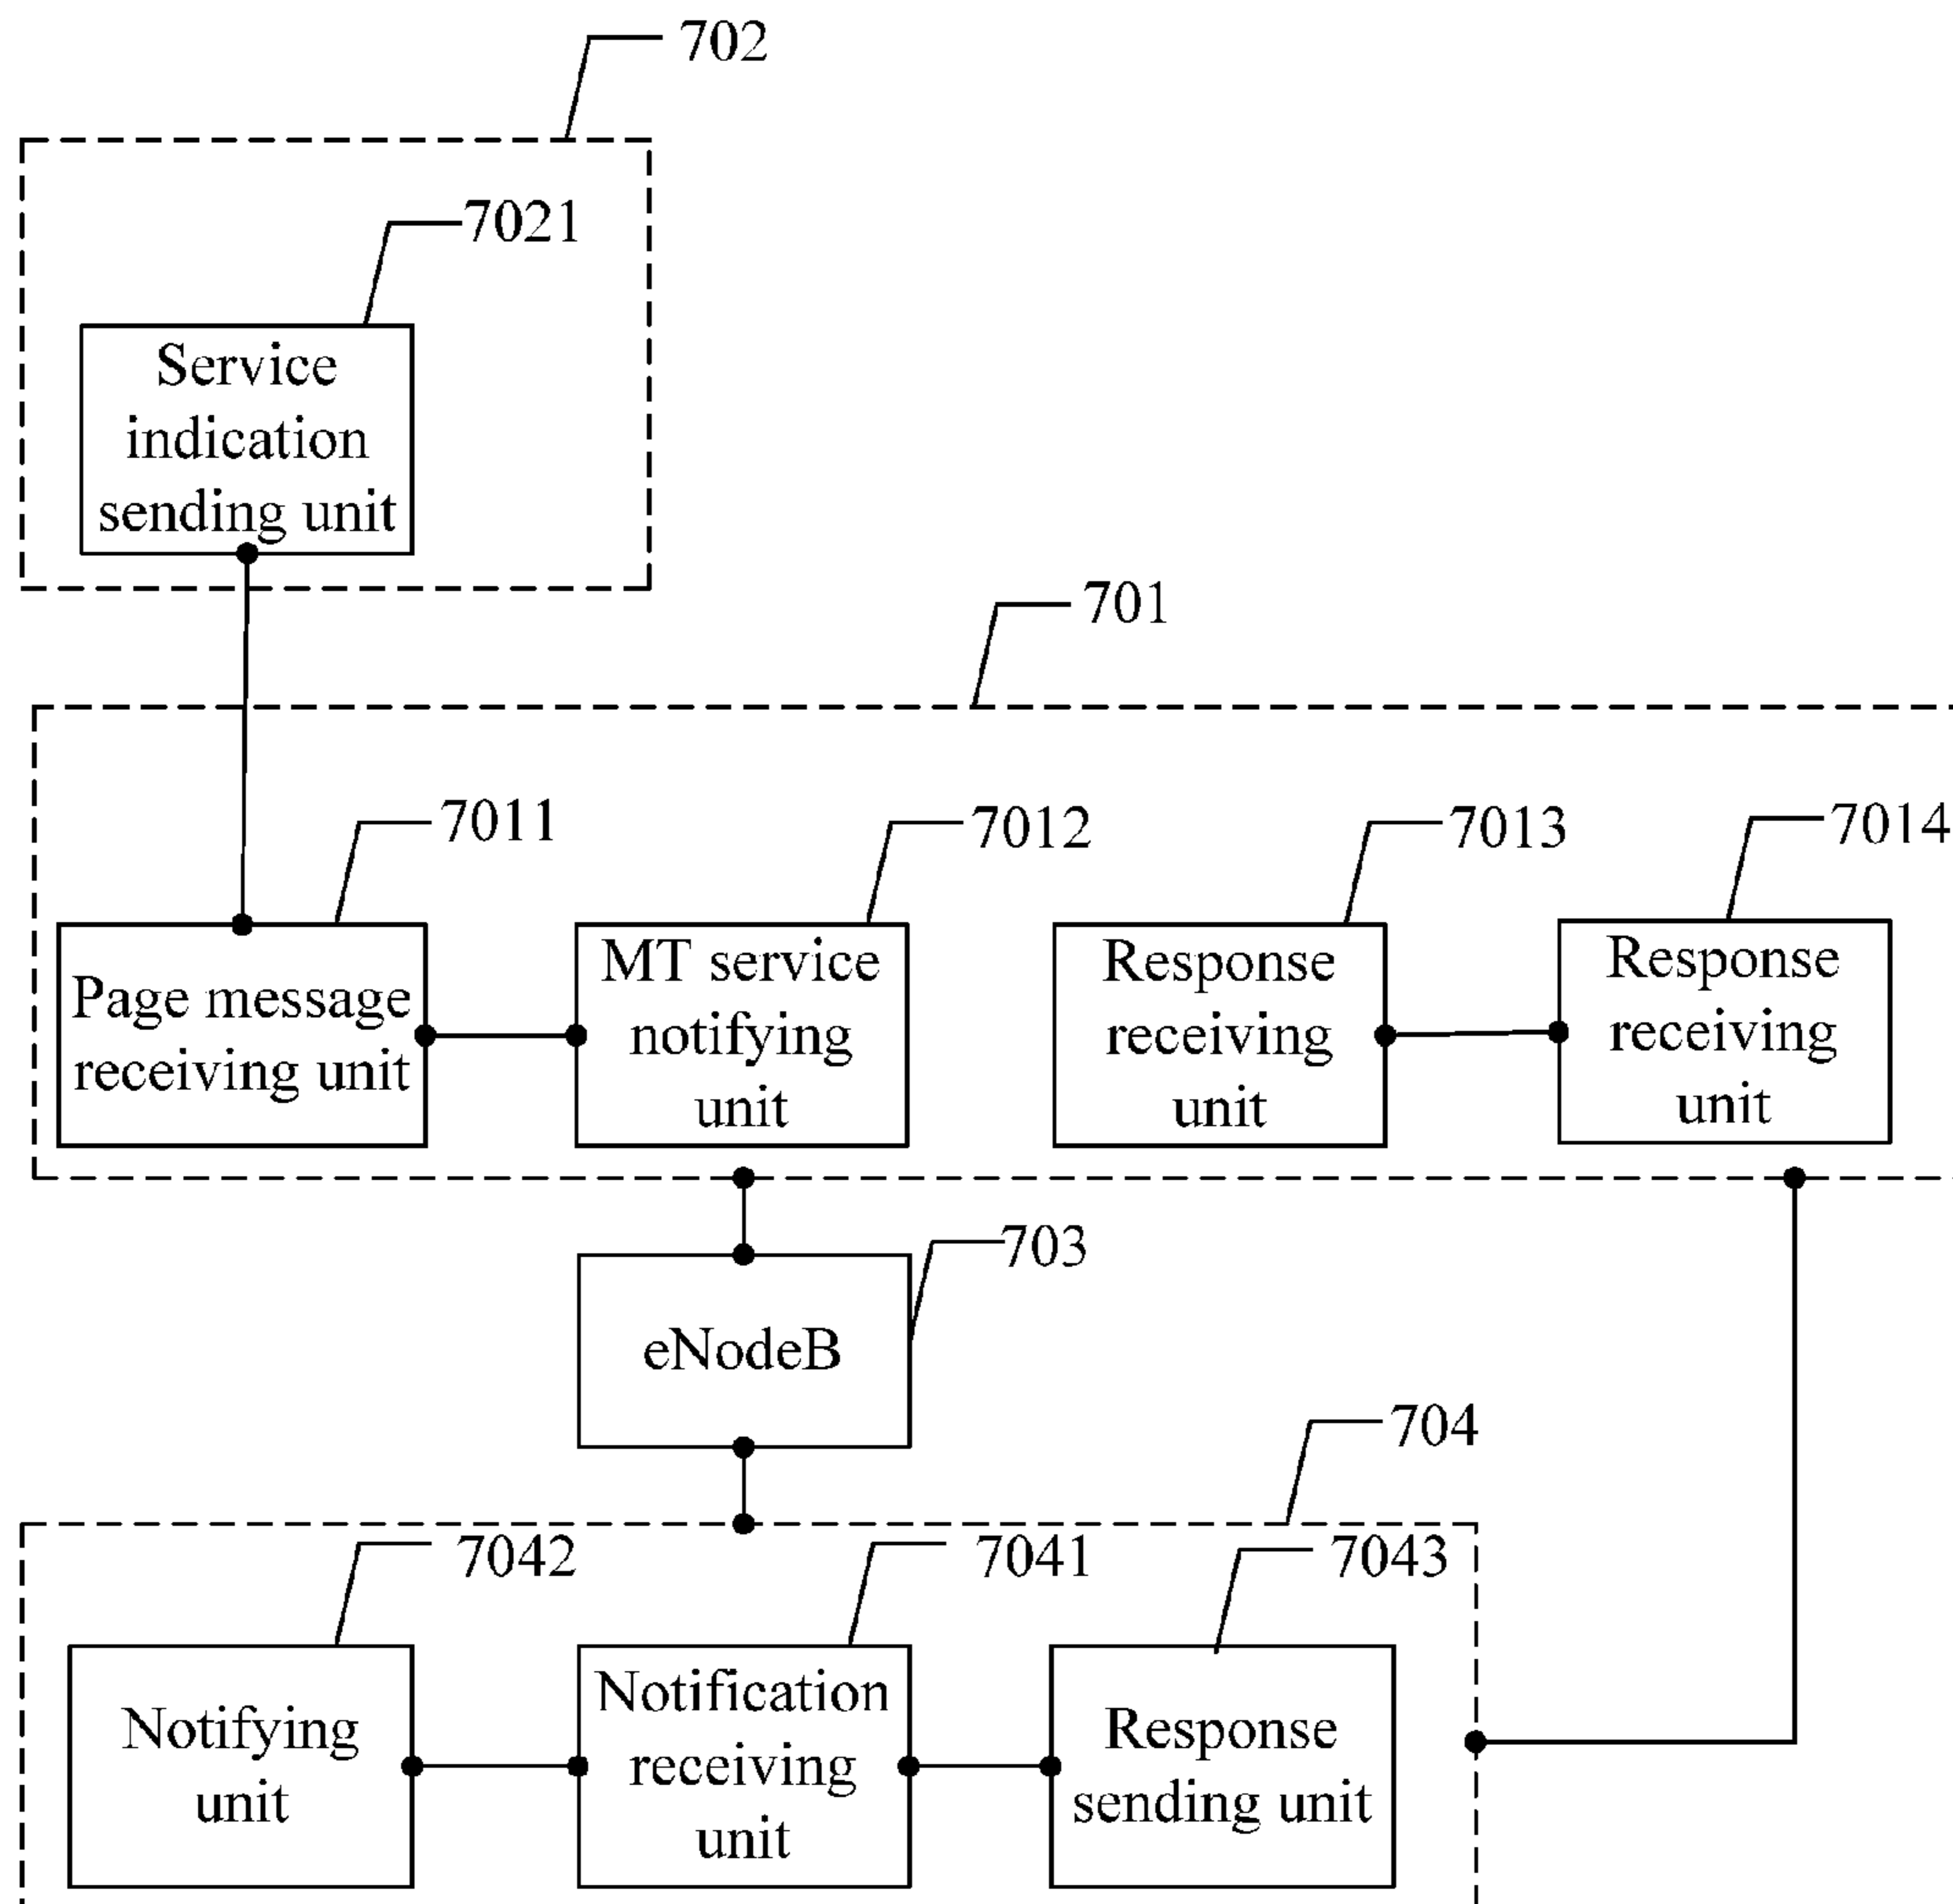 702
7021
Service
indication
sending unit
701
7011
7012
7013
7014
Page message
receiving unit
MT service
notifying
unit
Response
receiving
unit
Response
receiving
unit
703
eNodeB
704
7042
7041
7043
Notifying
unit
Notification
receiving
unit
Response
sending unit